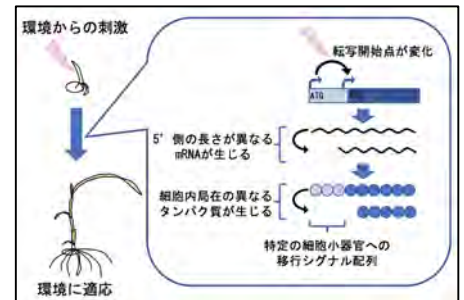 環境からの刺激
転写開始点が変化
ATG
5’側の長さが異なる
mRNAが生じる
細胞内局在の異なる
タンパク質が生じる
特定の細胞小器官への
移行シグナル配列
環境に適応